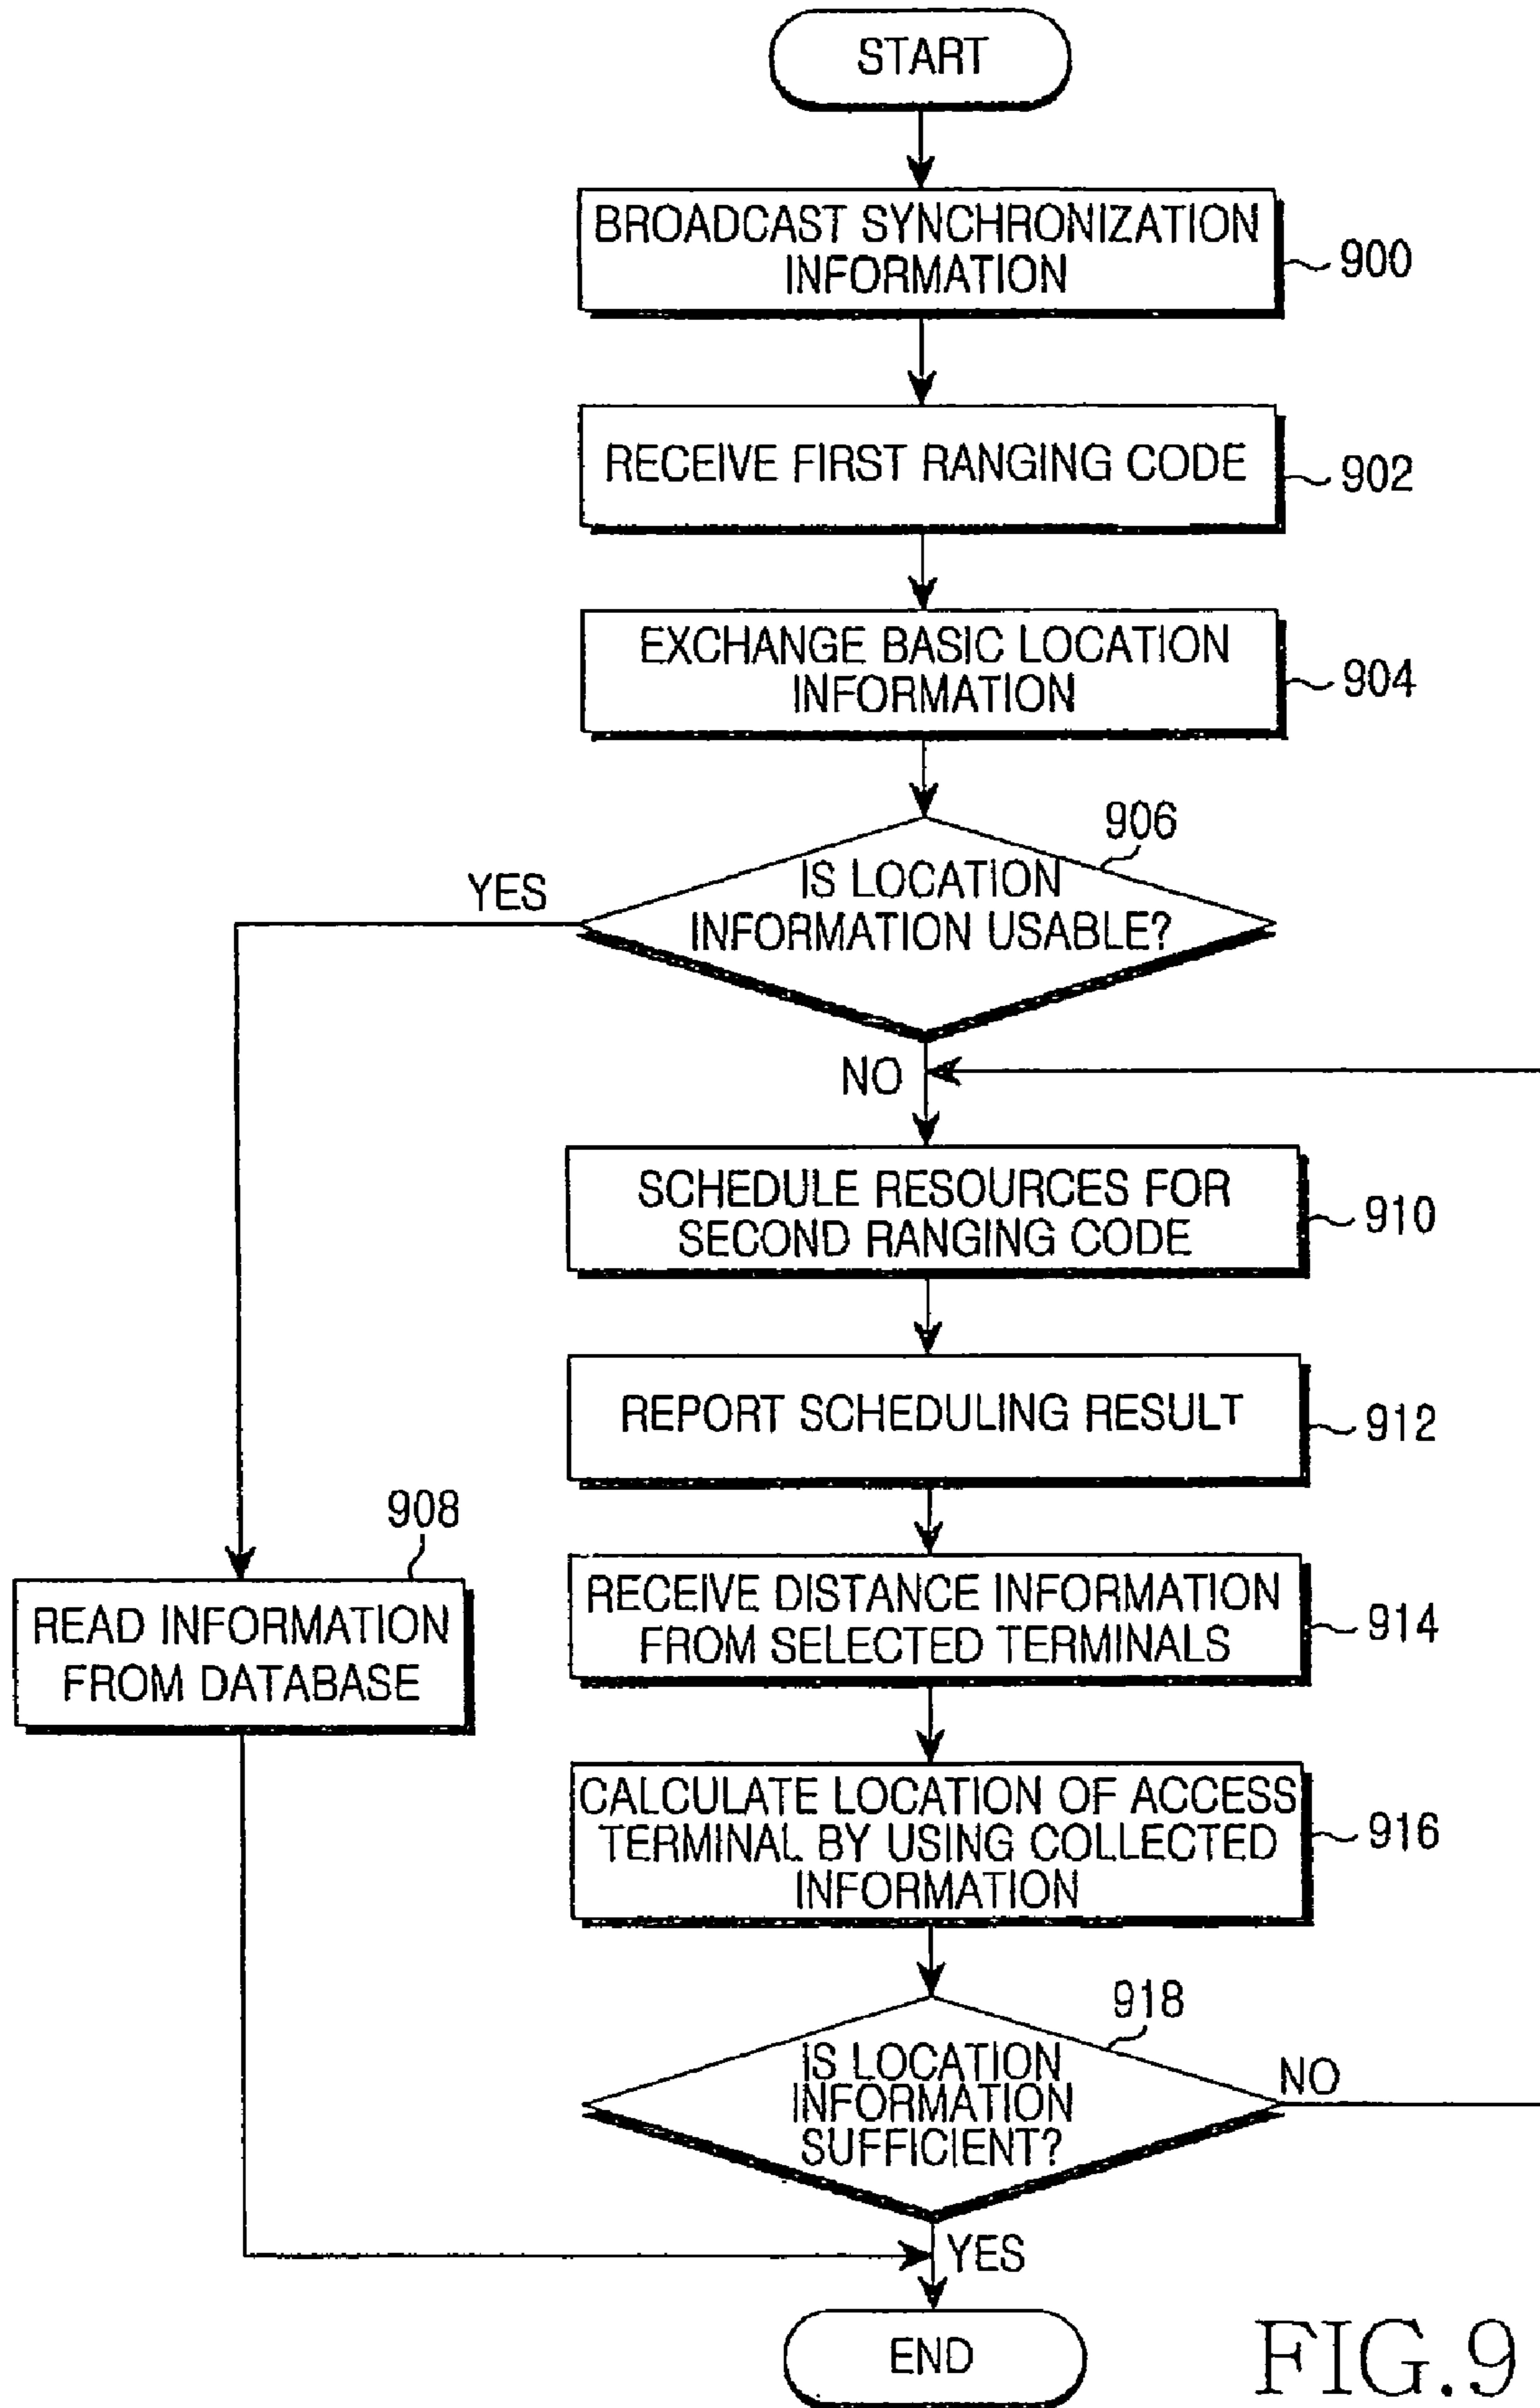 START
BROADCAST SYNCHRONIZATION
INFORMATION
900
RECEIVE FIRST RANGING CODE
902
EXCHANGE BASIC LOCATION
INFORMATION
904
906
IS LOCATION
INFORMATION USABLE?
YES
NO
SCHEDULE RESOURCES FOR
SECOND RANGING CODE
910
REPORT SCHEDULING RESULT
912
908
READ INFORMATION
FROM DATABASE
RECEIVE DISTANCE INFORMATION
FROM SELECTED TERMINALS
914
CALCULATE LOCATION OF ACCESS
TERMINAL BY USING COLLECTED
INFORMATION
916
918
IS LOCATION
INFORMATION
SUFFICIENT?
NO
YES
END
FIG.9